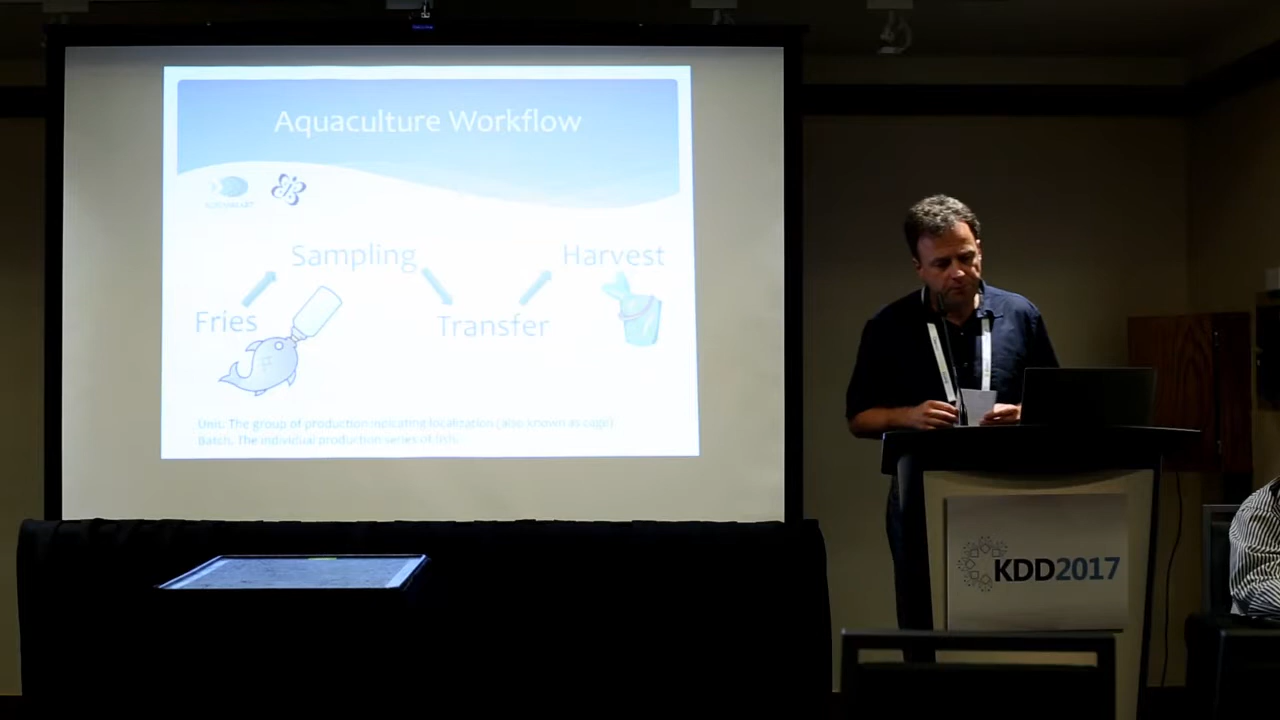 Aquaculture Workflow
Sampling
Harvest
Fries
Transfer
Unit: The group of production indicating localization (also known as cage)
Batch: The individual production series of fish.
KDD2017